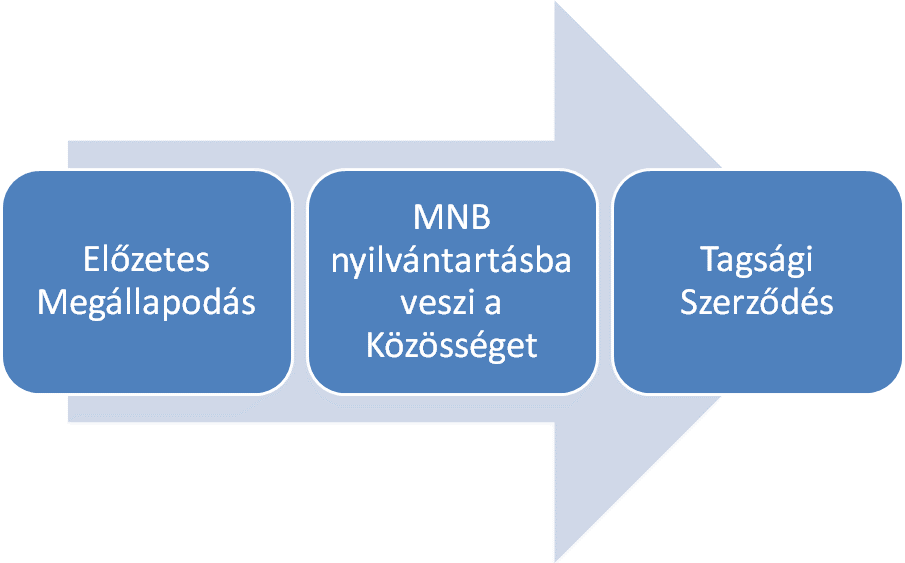 Előzetes
Megállapodás
MNB
nyilvántartásba
veszi a
Közösséget
Tagsági
Szerződés